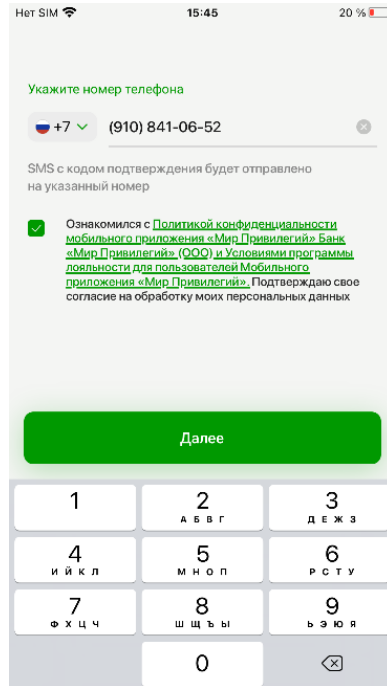 Нет SIM 15:45 20 %
Укажите номер телефона
+7 (910) 841-06-52
SMS с кодом подтверждения будет отправлено
на указанный номер
Ознакомился с Политикой конфиденциальности
мобильного приложения «Мир Привилегий» Банк
«Мир Привилегий» (ООО) и Условиями программы
лояльности для пользователей Мобильного
приложения «Мир Привилегий». Подтверждаю свое
согласие на обработку моих персональных данных
Далее
1 2 3
А Б В Г Д Е Ж З
4 5 6
И Й К Л М Н О П Р С Т У
7 8 9
Ф Х Ц Ч Ш Щ Ъ Ы Ь Э Ю Я
0